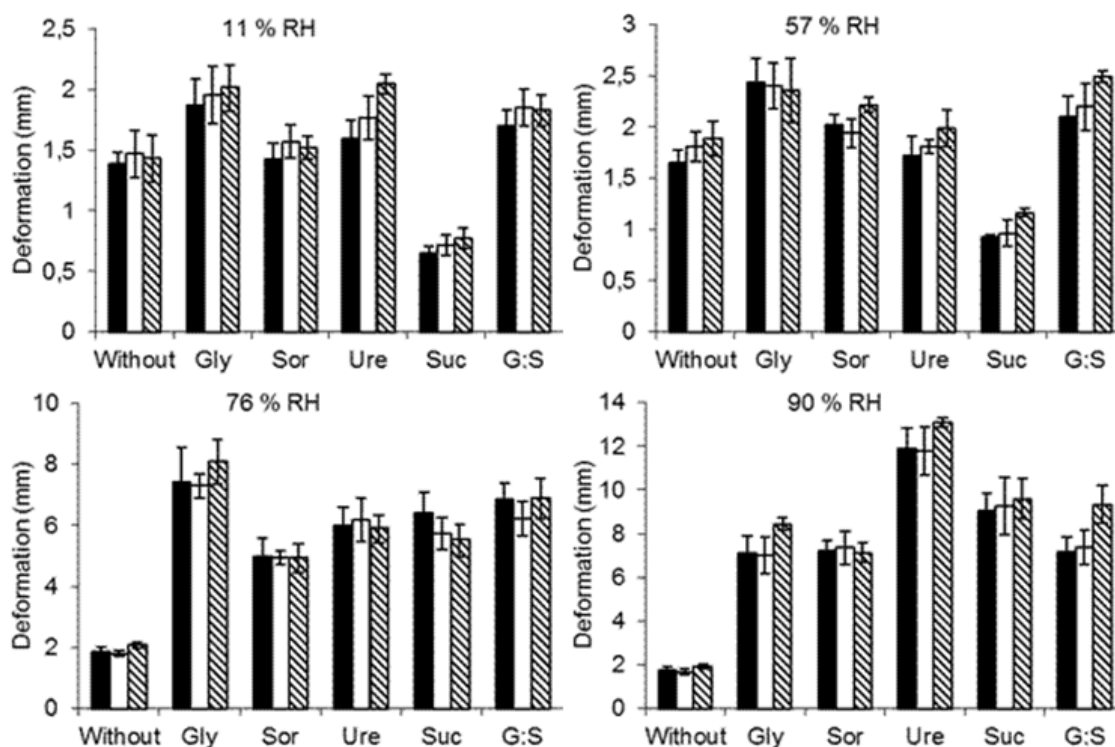 11 % RH
Deformation (mm)
2,5
2
1,5
1
0,5
0
Without Gly Sor Ure Suc G:S
57 % RH
Deformation (mm)
3
2,5
2
1,5
1
0,5
0
Without Gly Sor Ure Suc G:S
76 % RH
Deformation (mm)
10
8
6
4
2
0
Without Gly Sor Ure Suc G:S
90 % RH
Deformation (mm)
14
12
10
8
6
4
2
0
Without Gly Sor Ure Suc G:S